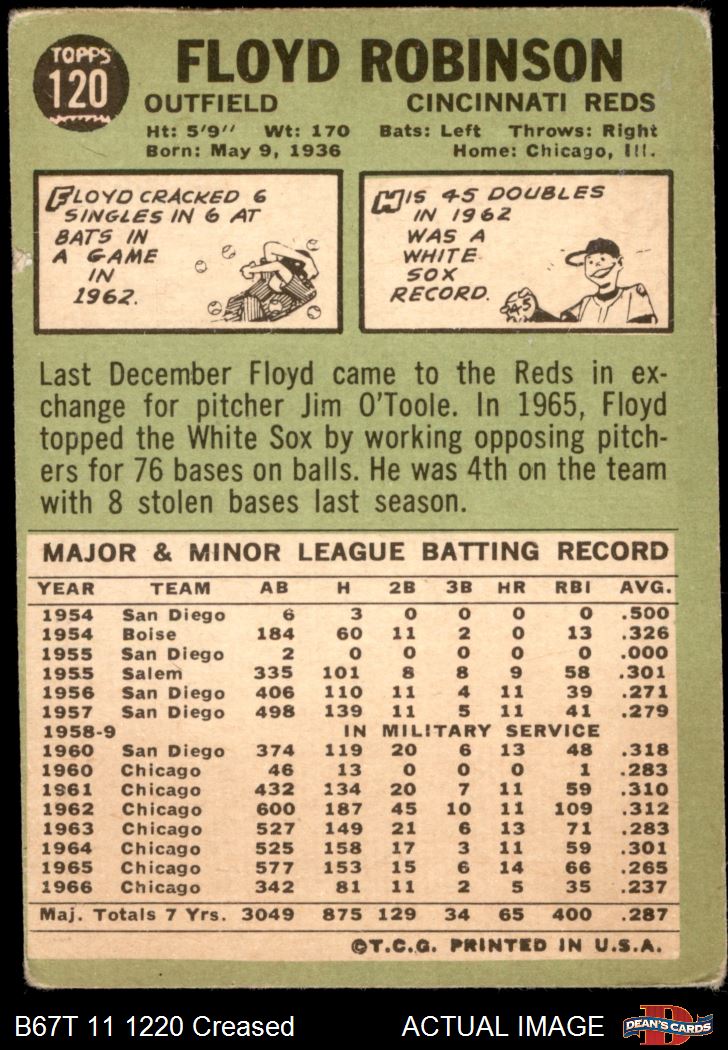 TOPPS
120
FLOYD ROBINSON
OUTFIELD CINCINNATI REDS
Ht: 5'9" Wt: 170 Bats: Left Throws: Right
Born: May 9, 1936 Home: Chicago, Ill.
FLOYD CRACKED 6
SINGLES IN 6 AT
BATS IN
A GAME
IN
1962.
HIS 45 DOUBLES
IN 1962
WAS A
WHITE
SOX
RECORD.
45
Last December Floyd came to the Reds in ex-
change for pitcher Jim O'Toole. In 1965, Floyd
topped the White Sox by working opposing pitch-
ers for 76 bases on balls. He was 4th on the team
with 8 stolen bases last season.
MAJOR & MINOR LEAGUE BATTING RECORD
YEAR TEAM AB H 2B 3B HR RBI AVG.
1954 San Diego 6 3 0 0 0 0 .500
1954 Boise 184 60 11 2 0 13 .326
1955 San Diego 2 0 0 0 0 0 .000
1955 Salem 335 101 8 8 9 58 .301
1956 San Diego 406 110 11 4 11 39 .271
1957 San Diego 498 139 11 5 11 41 .279
1958-9 IN MILITARY SERVICE
1960 San Diego 374 119 20 6 13 48 .318
1960 Chicago 46 13 0 0 0 1 .283
1961 Chicago 432 134 20 7 11 59 .310
1962 Chicago 600 187 45 10 11 109 .312
1963 Chicago 527 149 21 6 13 71 .283
1964 Chicago 525 158 17 3 11 59 .301
1965 Chicago 577 153 15 6 14 66 .265
1966 Chicago 342 81 11 2 5 35 .237
Maj. Totals 7 Yrs. 3049 875 129 34 65 400 .287
©T.C.G. PRINTED IN U.S.A.
B67T 11 1220 Creased ACTUAL IMAGE
D
DEAN'S CARDS